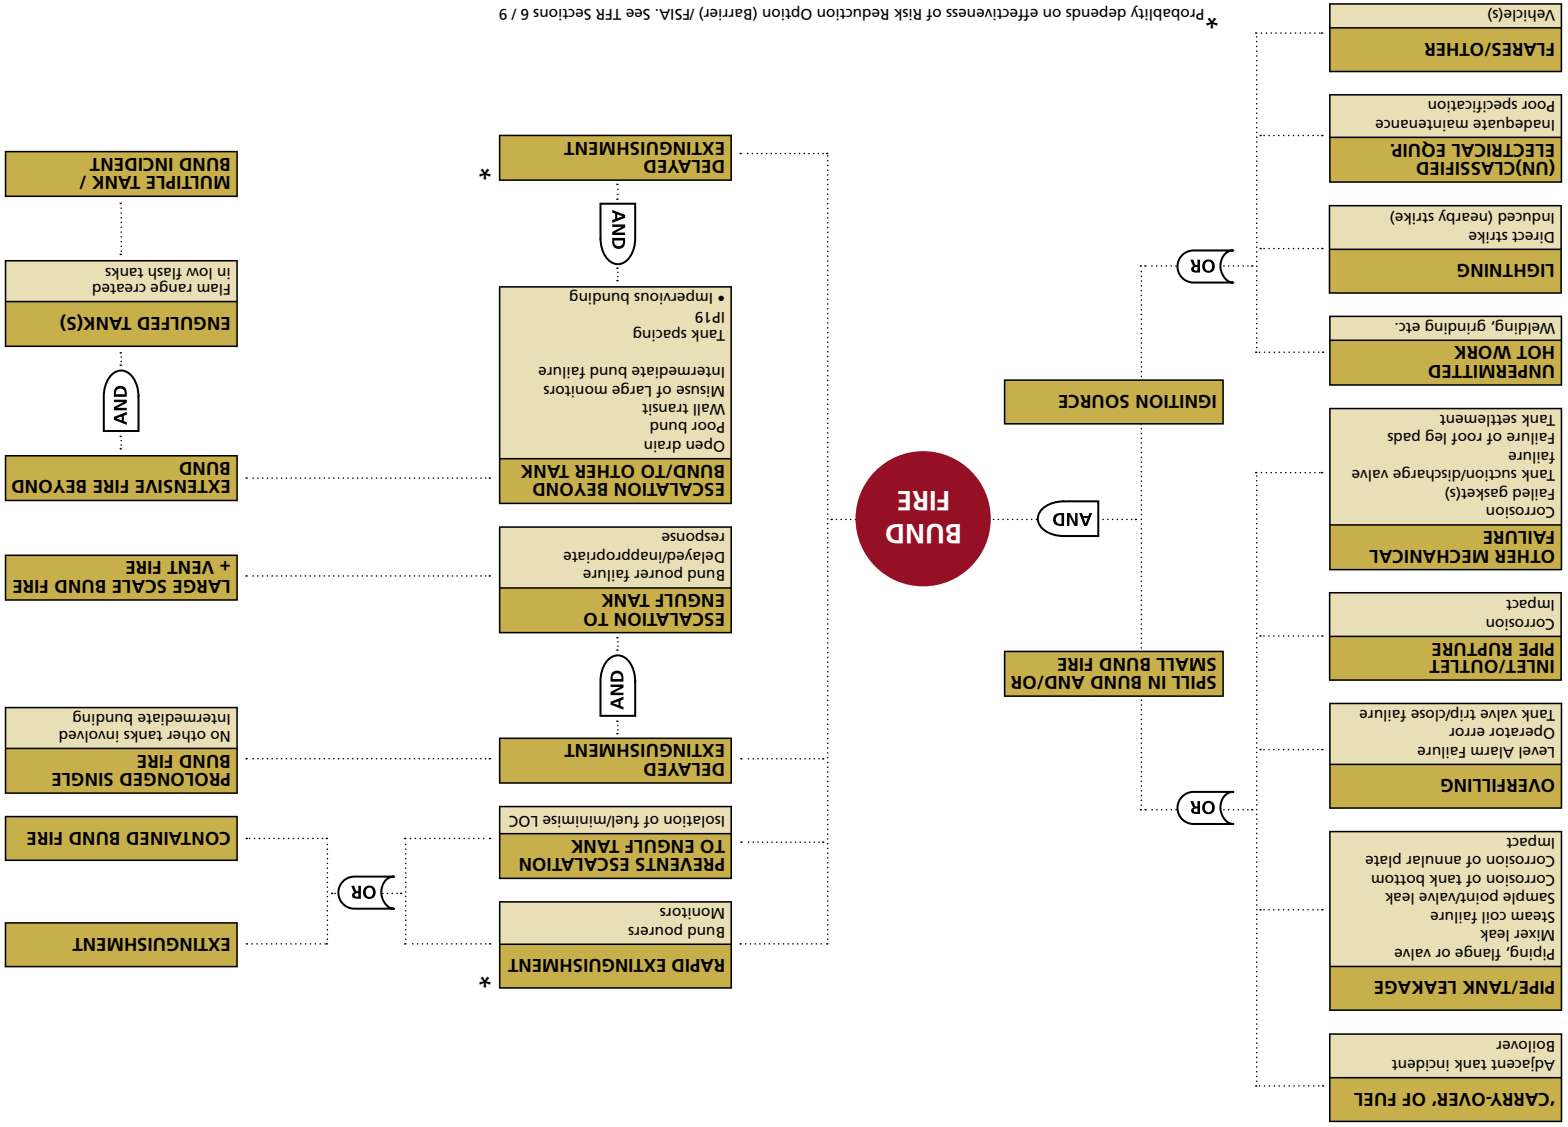 'CARRY-OVER' OF FUEL
Adjacent tank incident
Boilover
PIPE/TANK LEAKAGE
Piping, flange or valve
Mixer leak
Steam coil failure
Sample point/valve leak
Corrosion of tank bottom
Corrosion of annular plate
Impact
OVERFILLING
Level Alarm Failure
Operator error
Tank valve trip/close failure
INLET/OUTLET
PIPE RUPTURE
Corrosion
Impact
OTHER MECHANICAL
FAILURE
Corrosion
Failed gasket(s)
Tank suction/discharge valve
failure
Failure of roof leg pads
Tank settlement
UNPERMITTED
HOT WORK
Welding, grinding etc.
LIGHTNING
Direct strike
Induced (nearby strike)
(UN)CLASSIFIED
ELECTRICAL EQUIP.
Inadequate maintenance
Poor specification
FLARES/OTHER
Vehicle(s)
OR
SPILL IN BUND AND/OR
SMALL BUND FIRE
AND
IGNITION SOURCE
OR
BUND
FIRE
RAPID EXTINGUISHMENT
*
Bund pourers
Monitors
PREVENTS ESCALATION
TO ENGULF TANK
Isolation of fuel/minimise LOC
DELAYED
EXTINGUISHMENT
AND
ESCALATION TO
ENGULF TANK
Bund pourer failure
Delayed/inappropriate
response
ESCALATION BEYOND
BUND/TO OTHER TANK
Open drain
Poor bund
Wall transit
Misuse of Large monitors
Intermediate bund failure
Tank spacing
IP19
• Impervious bunding
AND
DELAYED
EXTINGUISHMENT
*
OR
EXTINGUISHMENT
CONTAINED BUND FIRE
PROLONGED SINGLE
BUND FIRE
No other tanks involved
Intermediate bunding
LARGE SCALE BUND FIRE
+ VENT FIRE
EXTENSIVE FIRE BEYOND
BUND
AND
ENGULFED TANK(S)
Flam range created
in low flash tanks
MULTIPLE TANK /
BUND INCIDENT
* Probablity depends on effectiveness of Risk Reduction Option (Barrier) /FSIA. See TFR Sections 6 / 9